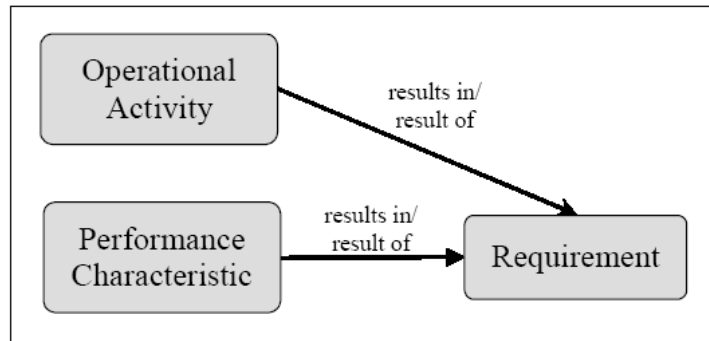 Operational
Activity
results in/
result of
Performance
Characteristic
results in/
result of
Requirement